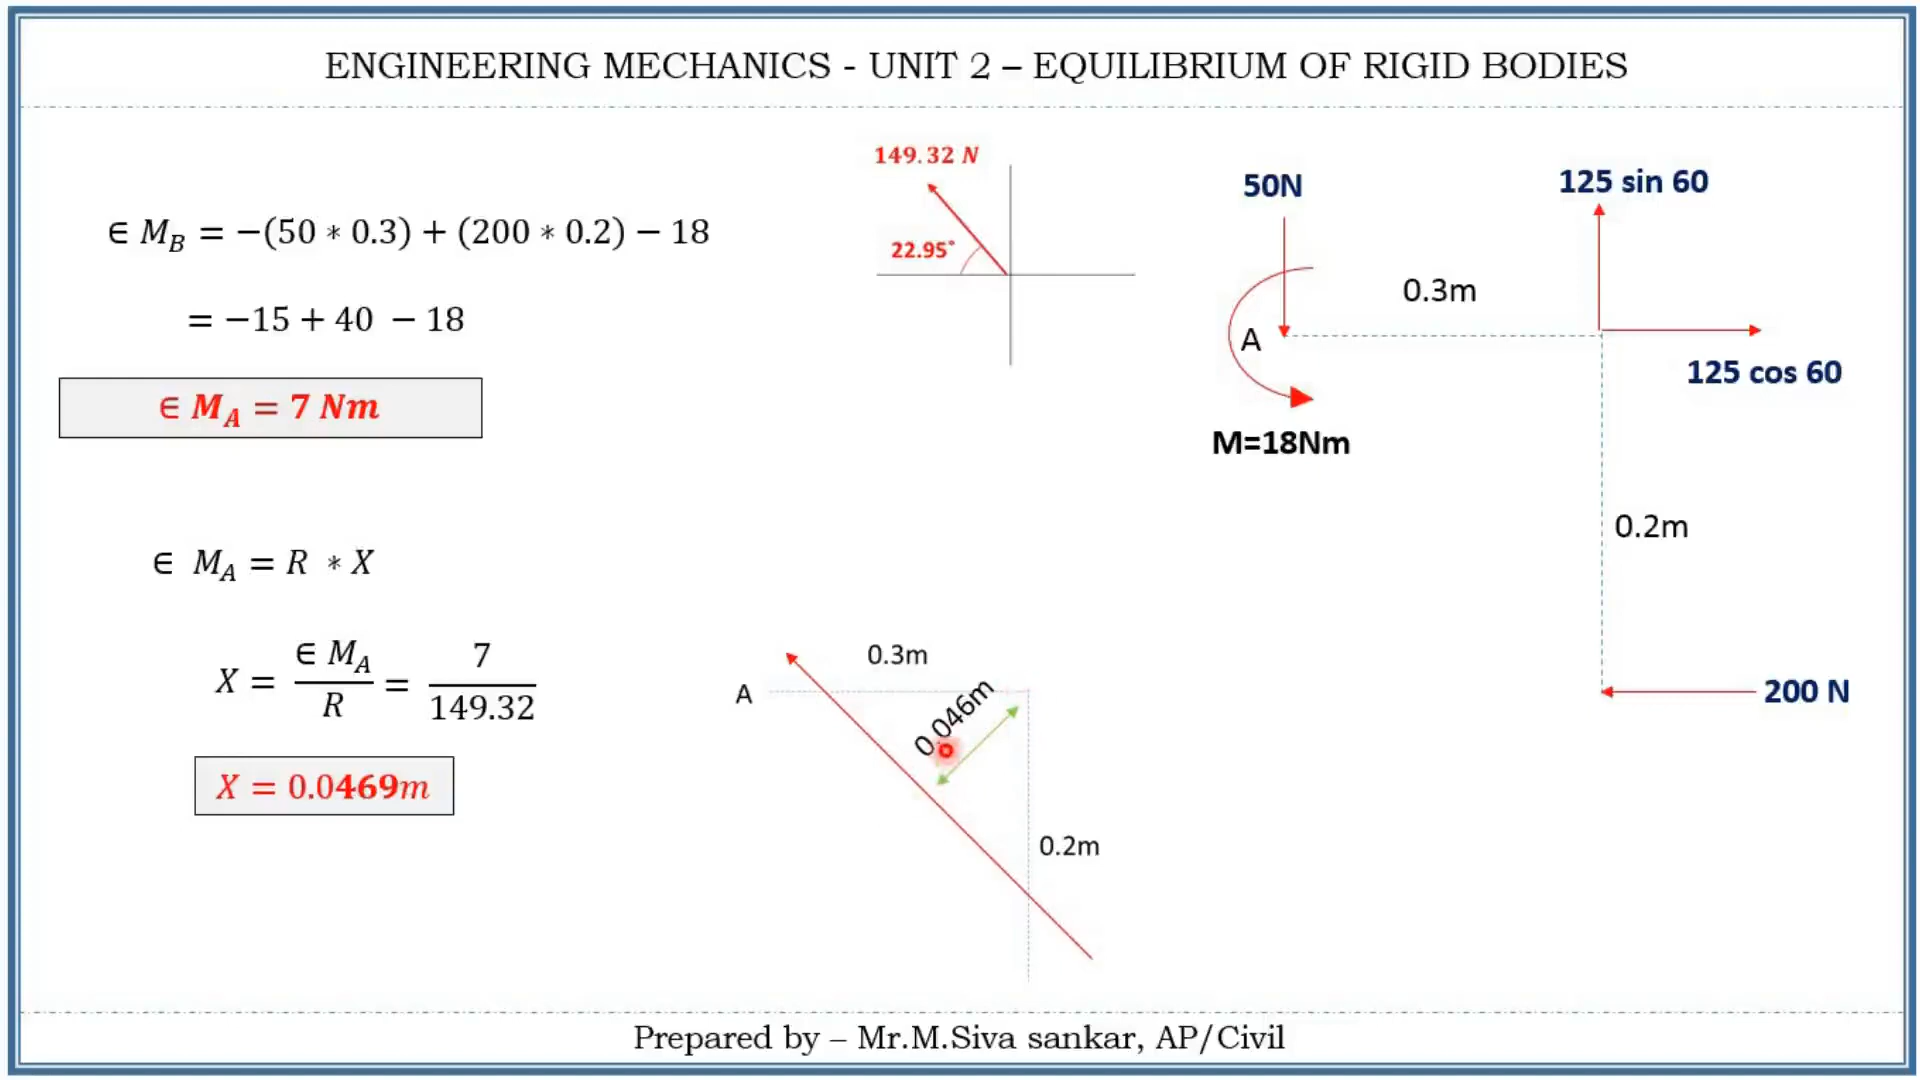 ENGINEERING MECHANICS - UNIT 2 – EQUILIBRIUM OF RIGID BODIES
∈ M_B = −(50 ∗ 0.3) + (200 ∗ 0.2) − 18
= −15 + 40 − 18
∈ M_A = 7 Nm
∈ M_A = R ∗ X
X = ∈ M_A / R = 7 / 149.32
X = 0.0469m
149.32 N
22.95°
50N
125 sin 60
0.3m
A
125 cos 60
M=18Nm
0.2m
200 N
0.3m
A
0.046m
0.2m
Prepared by – Mr.M.Siva sankar, AP/Civil